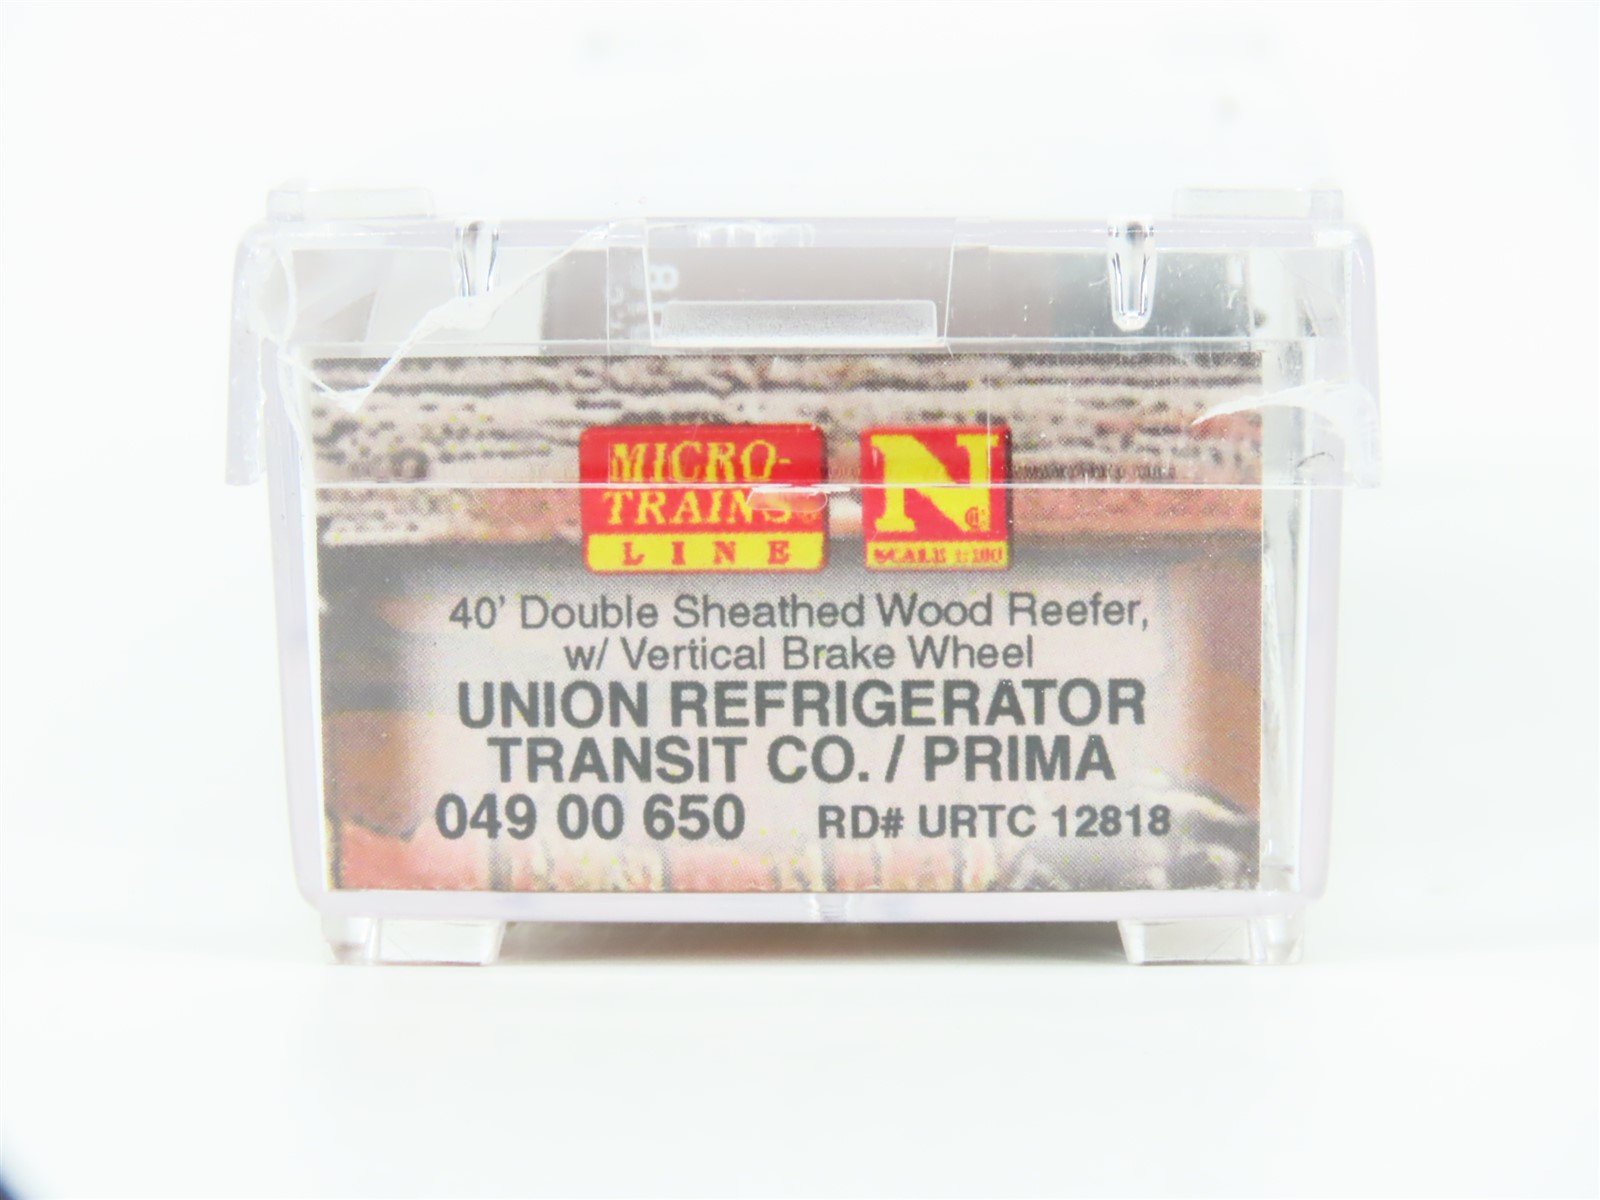 MICRO-
TRAINS®
LINE
N
SCALE 1:160
40' Double Sheathed Wood Reefer,
w/ Vertical Brake Wheel
UNION REFRIGERATOR
TRANSIT CO. / PRIMA
049 00 650 RD# URTC 12818